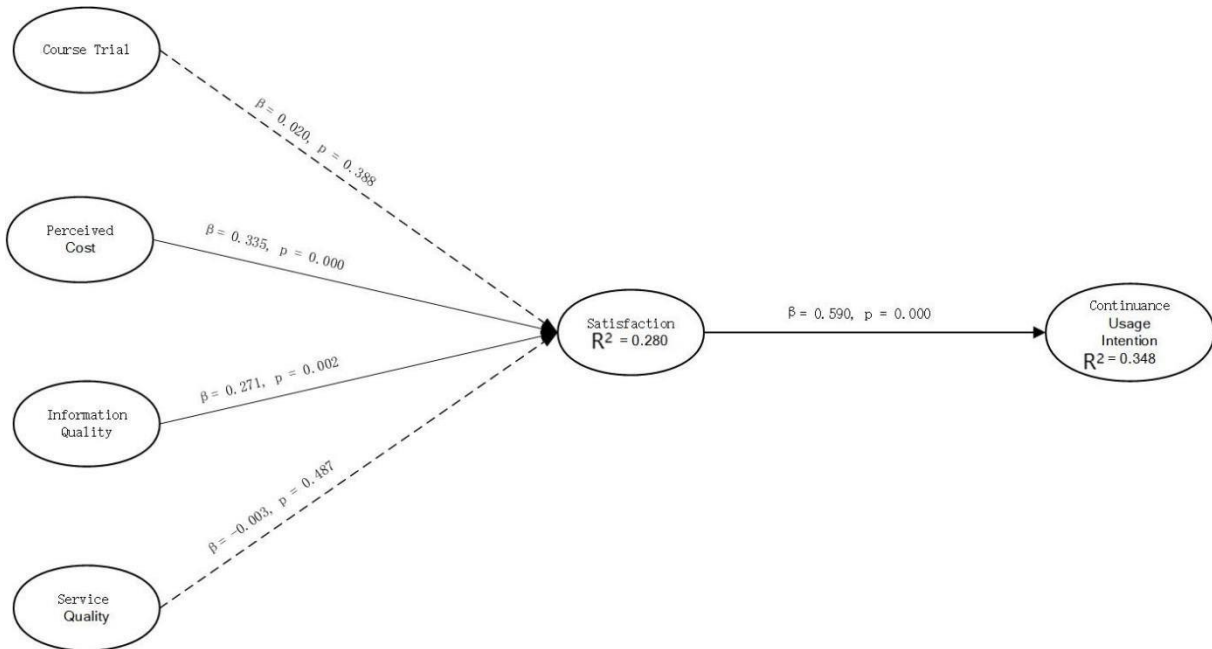 Course Trial
β = 0.020, p = 0.388
Perceived
Cost
β = 0.335, p = 0.000
Satisfaction
R² = 0.280
β = 0.590, p = 0.000
Continuance
Usage
Intention
R² = 0.348
Information
Quality
β = 0.271, p = 0.002
Service
Quality
β = -0.003, p = 0.487